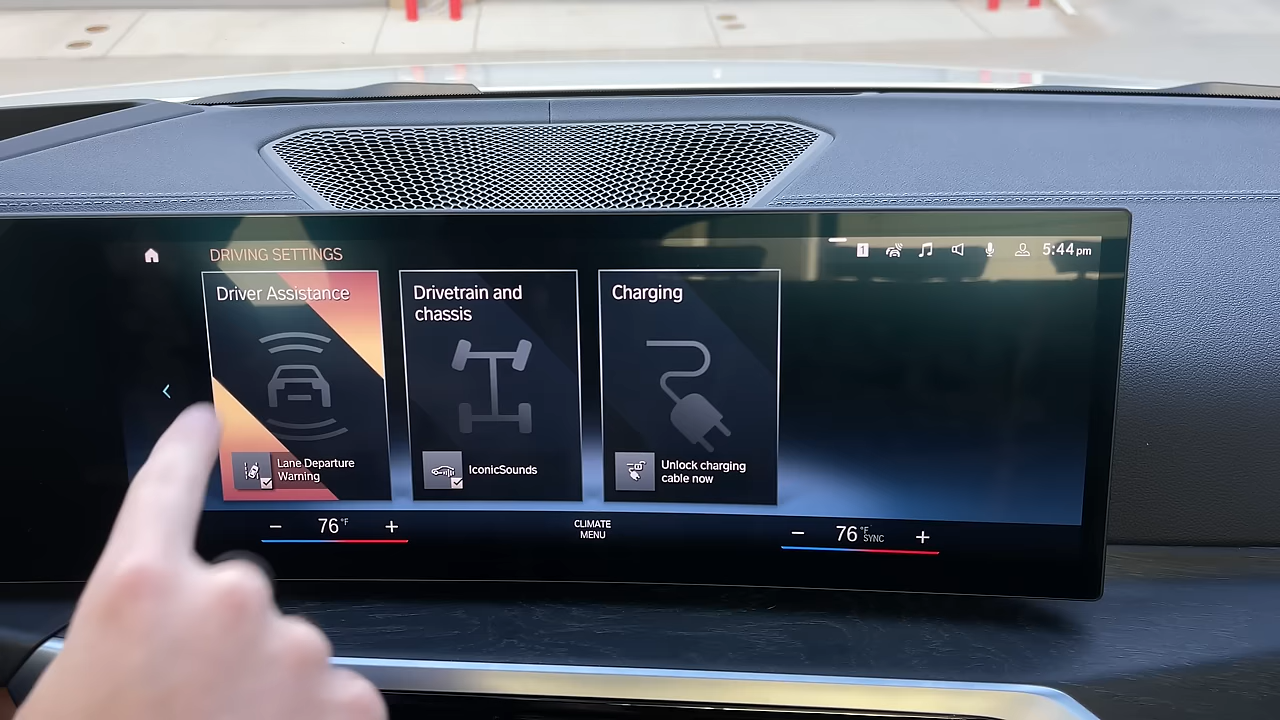 DRIVING SETTINGS
1
5:44 pm
Driver Assistance
Drivetrain and
chassis
Charging
Lane Departure
Warning
IconicSounds
Unlock charging
cable now
− 76 °F +
CLIMATE
MENU
− 76 °F SYNC +